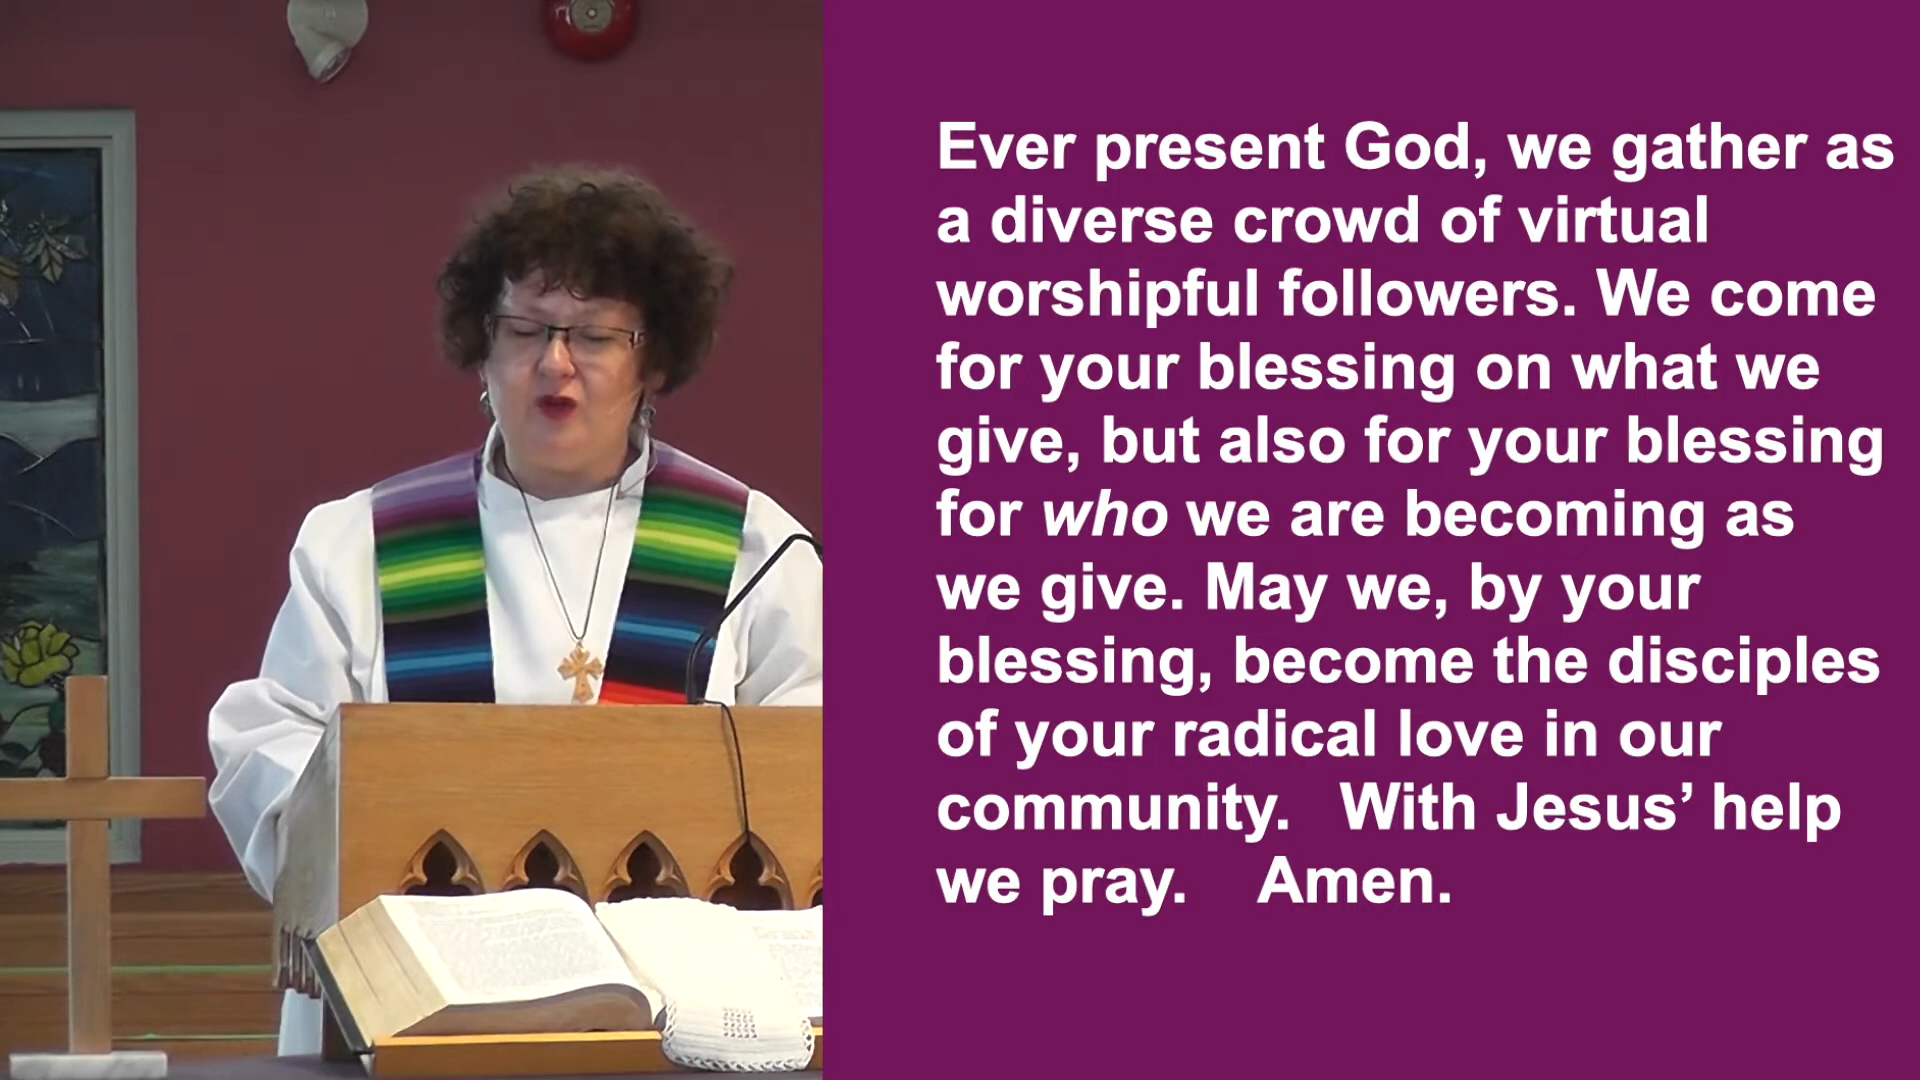 Ever present God, we gather as
a diverse crowd of virtual
worshipful followers. We come
for your blessing on what we
give, but also for your blessing
for who we are becoming as
we give. May we, by your
blessing, become the disciples
of your radical love in our
community.   With Jesus’ help
we pray.    Amen.